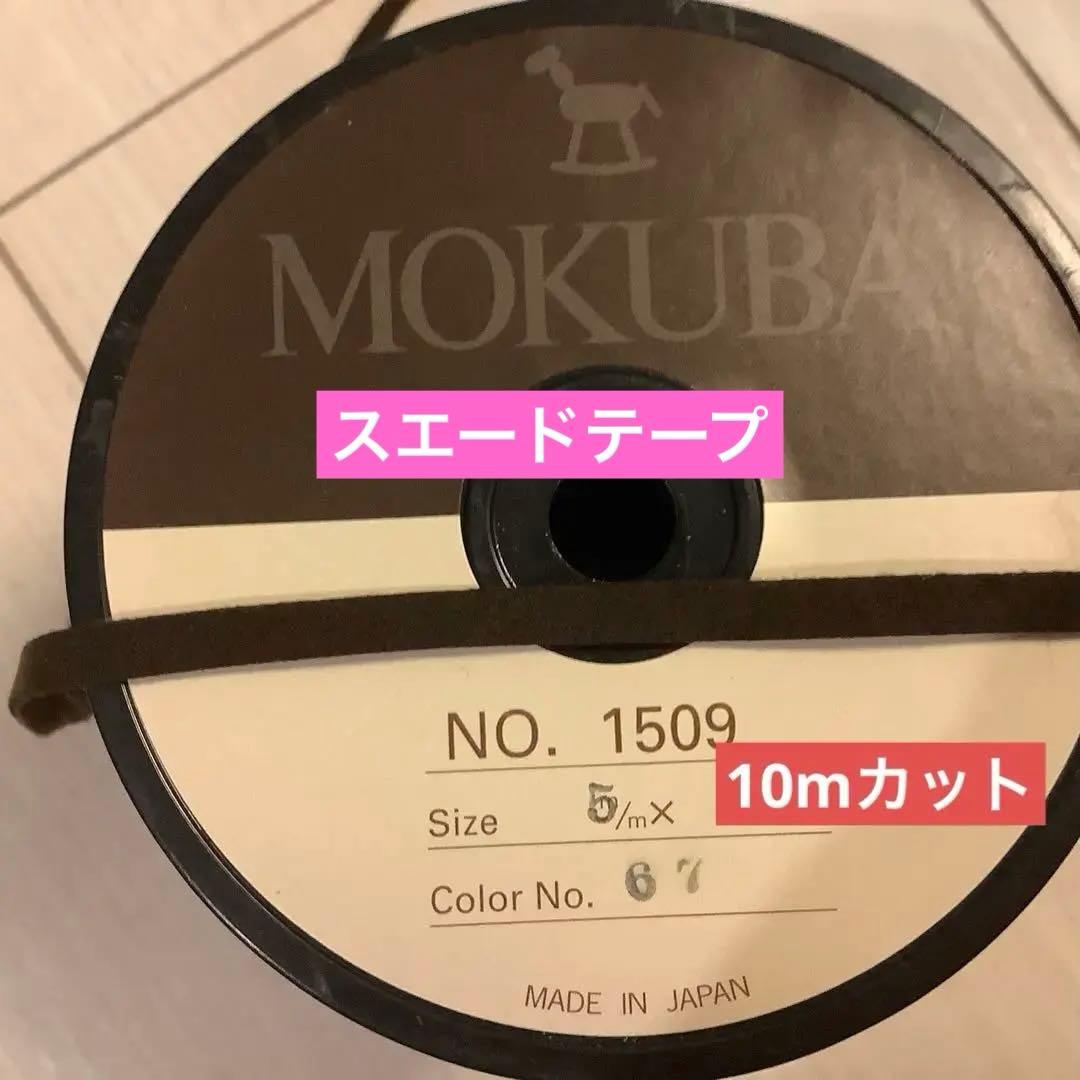 MOKUBA
スエードテープ
NO. 1509
10mカット
Size 5/mX
Color No. 67
MADE IN JAPAN